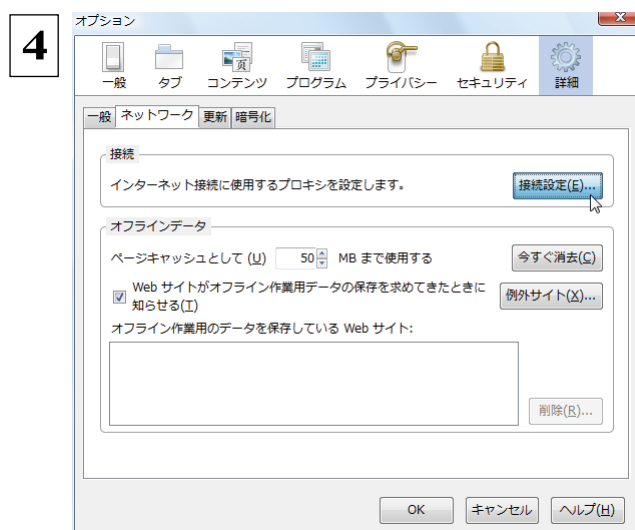 4
オプション
一般 タブ コンテンツ プログラム プライバシー セキュリティ 詳細
一般 ネットワーク 更新 暗号化
接続
インターネット接続に使用するプロキシを設定します。 接続設定(E)...
オフラインデータ
ページキャッシュとして (U) 50 MB まで使用する 今すぐ消去(C)
Web サイトがオフライン作業用データの保存を求めてきたときに
知らせる(T) 例外サイト(X)...
オフライン作業用のデータを保存している Web サイト:
削除(R)...
OK キャンセル ヘルプ(H)